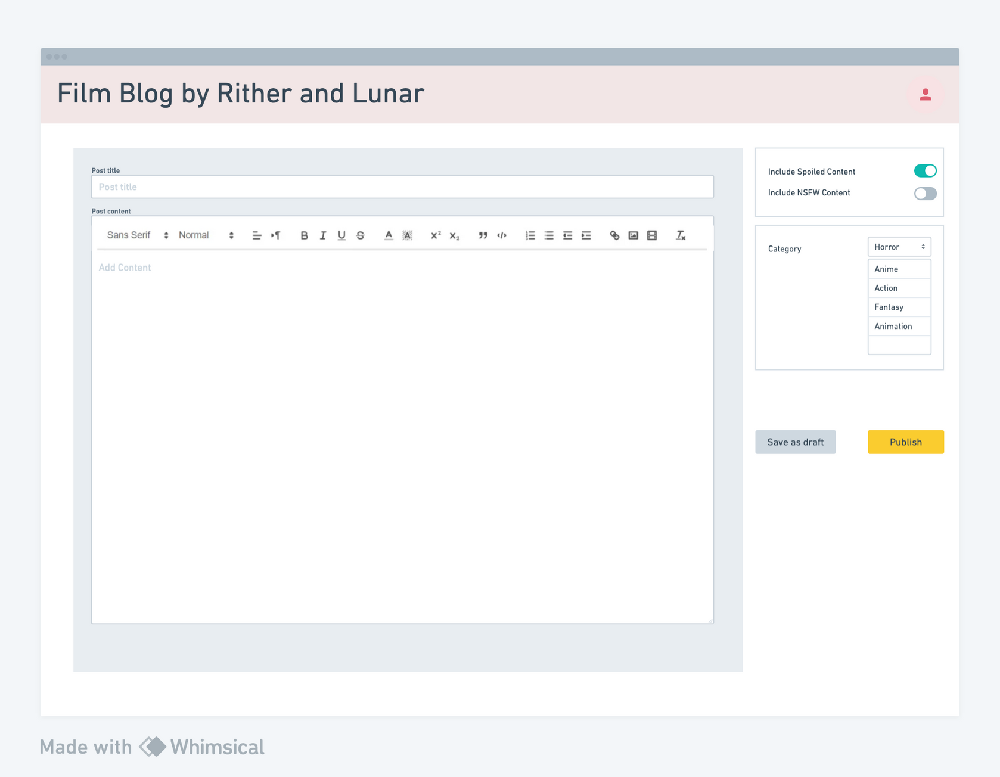 Film Blog by Rither and Lunar
Post title
Post title
Post content
Sans Serif Normal
Add Content
Include Spoiled Content
Include NSFW Content
Category
Horror
Anime
Action
Fantasy
Animation
Save as draft
Publish
Made with Whimsical